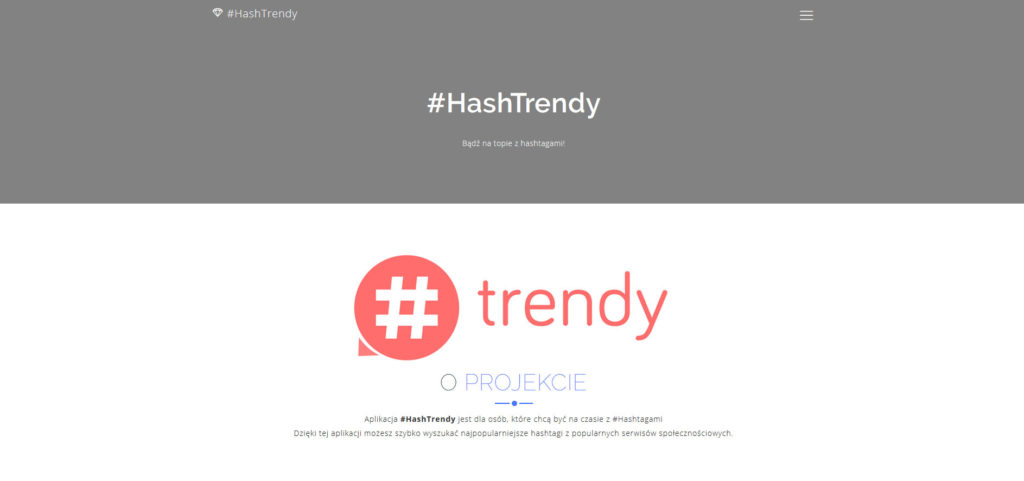 #HashTrendy
#HashTrendy
Bądź na topie z hashtagami!
# trendy
O PROJEKCIE
Aplikacja #HashTrendy jest dla osób, które chcą być na czasie z #Hashtagami
Dzięki tej aplikacji możesz szybko wyszukać najpopularniejsze hashtagi z popularnych serwisów społecznościowych.